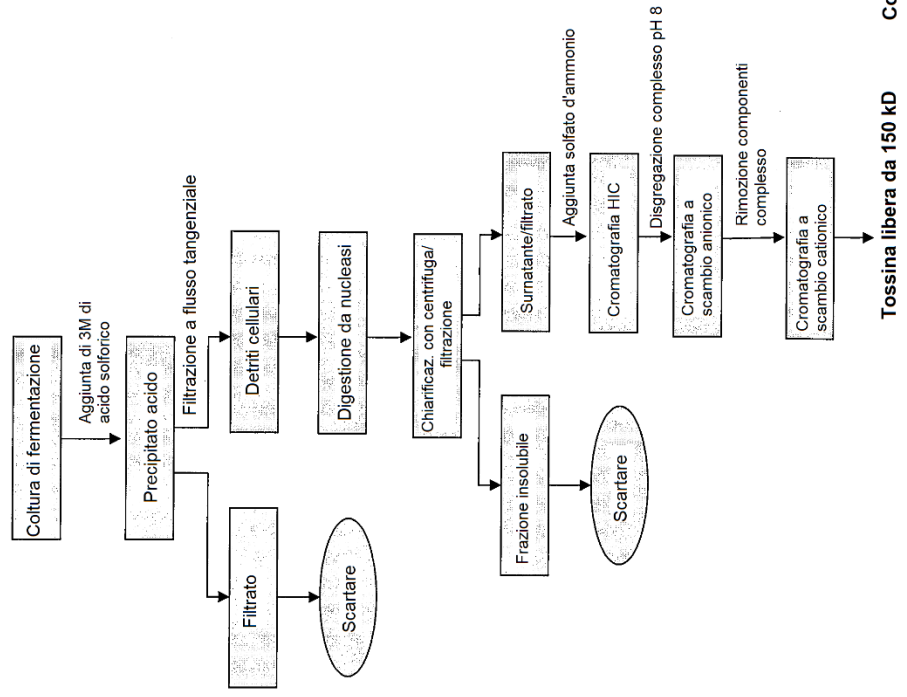 Coltura di fermentazione
Aggiunta di 3M di
acido solforico
Precipitato acido
Filtrazione a flusso tangenziale
Filtrato
Scartare
Detriti cellulari
Digestione da nucleasi
Chiarificaz. con centrifuga/
filtrazione
Frazione insolubile
Scartare
Surnatante/filtrato
Aggiunta solfato d'ammonio
Cromatografia HIC
Disgregazione complesso pH 8
Cromatografia a
scambio anionico
Rimozione componenti
complesso
Cromatografia a
scambio cationico
Tossina libera da 150 kD
Co